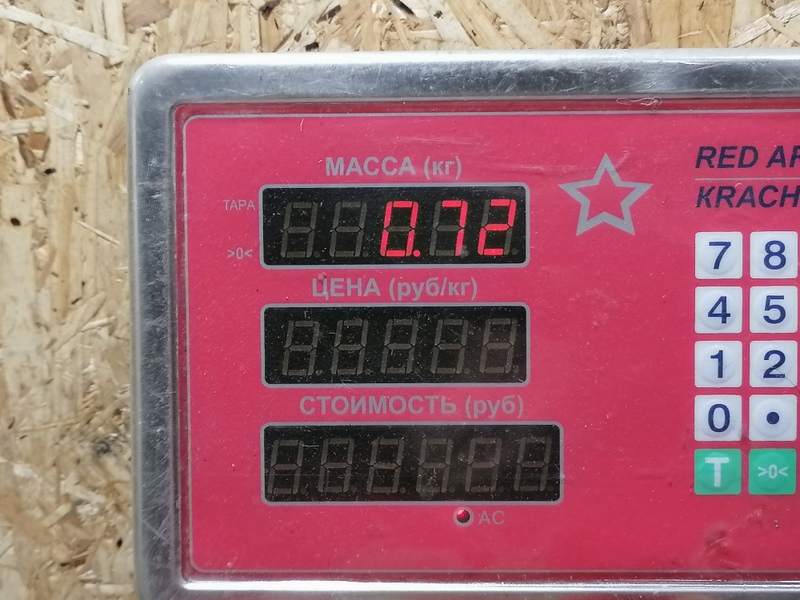 МАССА (кг)
ТАРА
0.72
>0<
ЦЕНА (руб/кг)
СТОИМОСТЬ (руб)
AC
RED AR
КRАСН
7 8
4 5
1 2
0 •
T >0<